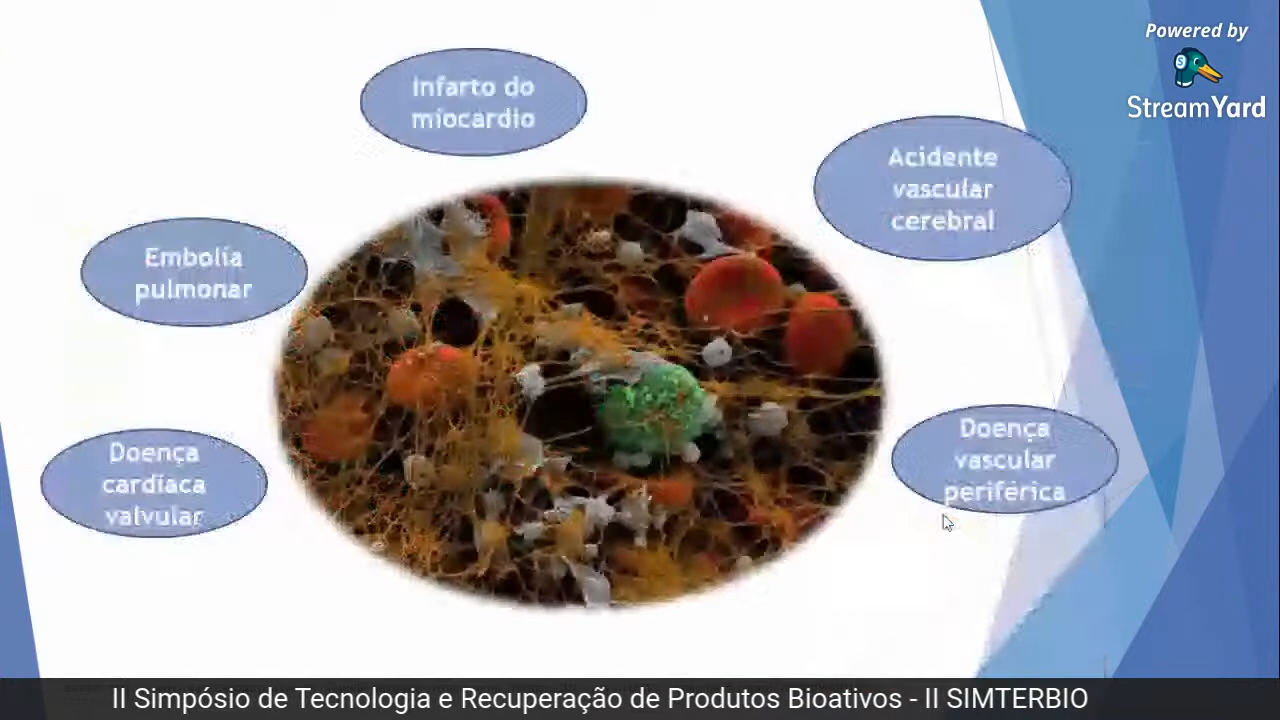 Powered by
StreamYard
Infarto do
miocardio
Acidente
vascular
cerebral
Embolía
pulmonar
Doença
cardíaca
valvular
Doença
vascular
periférica
II Simpósio de Tecnologia e Recuperação de Produtos Bioativos - II SIMTERBIO